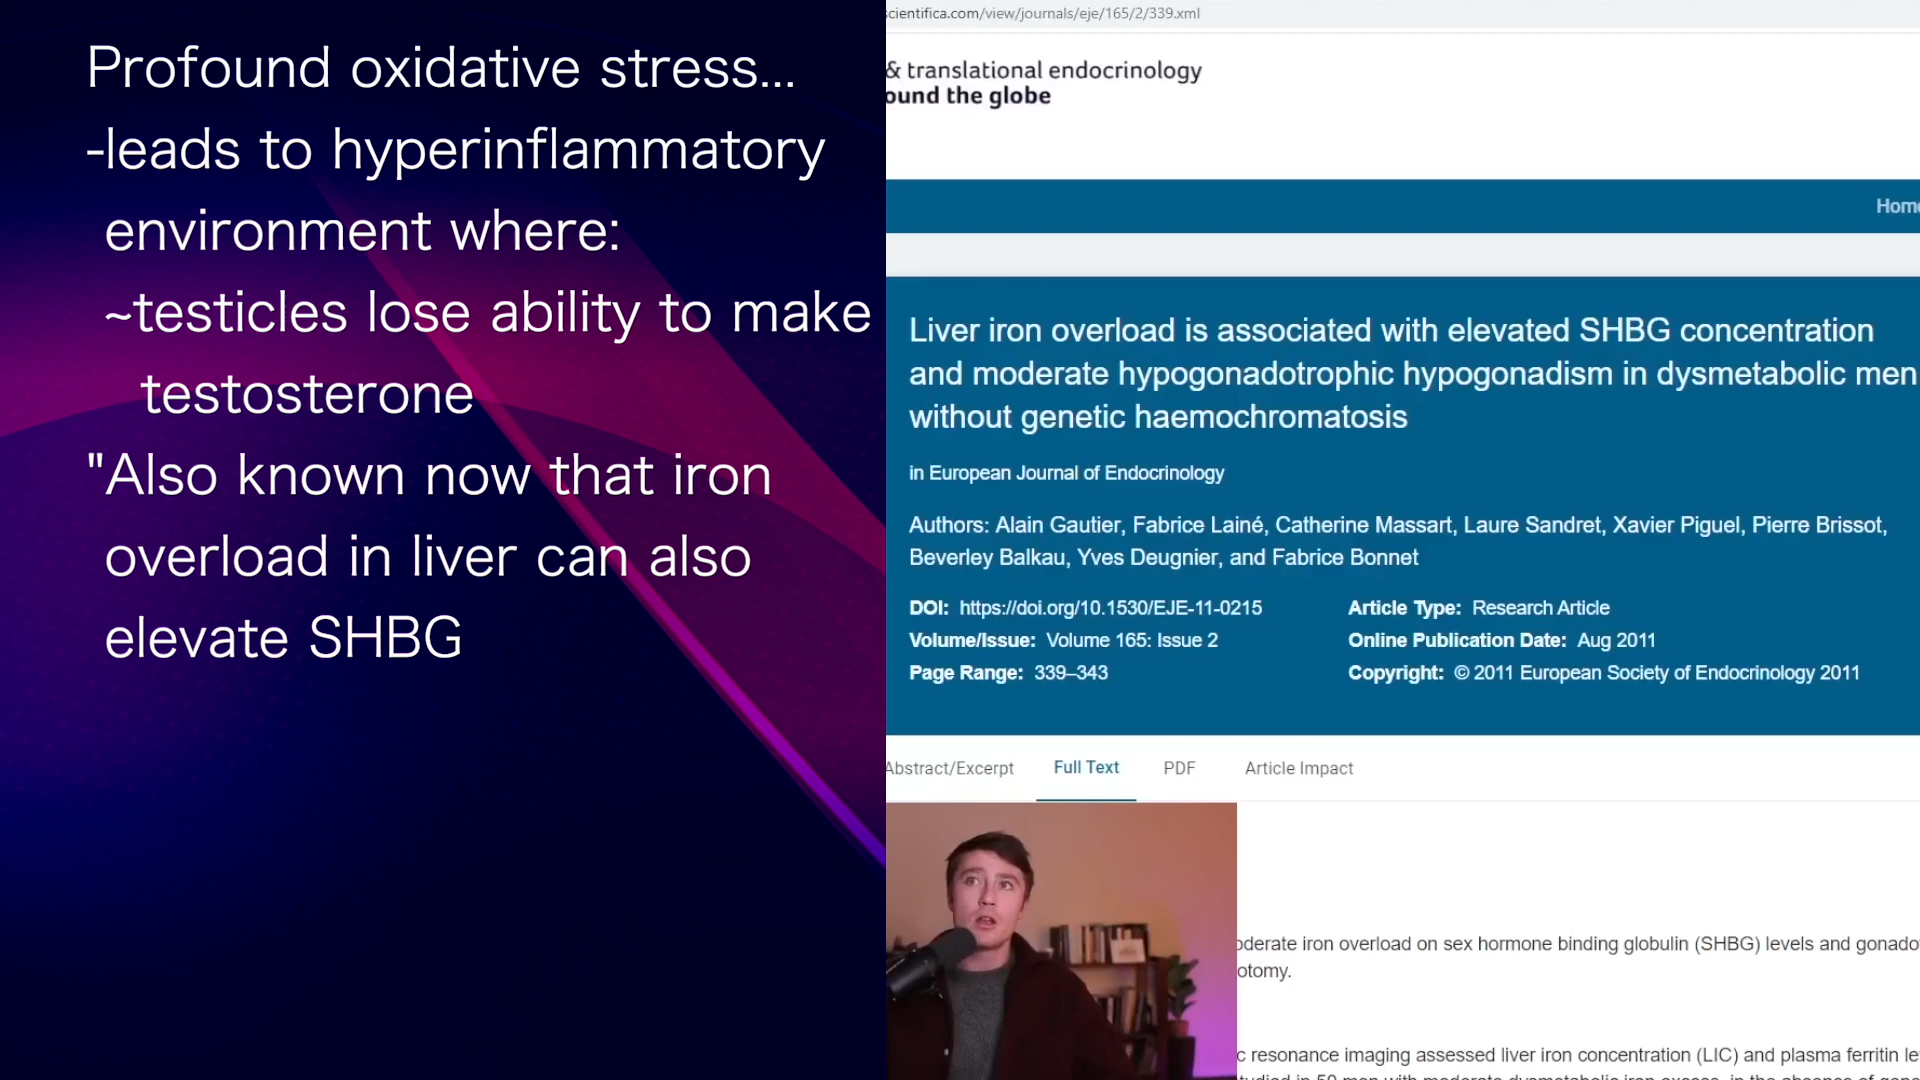 Profound oxidative stress...
-leads to hyperinflammatory
environment where:
~testicles lose ability to make
testosterone
"Also known now that iron
overload in liver can also
elevate SHBG
scientifica.com/view/journals/eje/165/2/339.xml
& translational endocrinology
ound the globe
Home
Liver iron overload is associated with elevated SHBG concentration
and moderate hypogonadotrophic hypogonadism in dysmetabolic men
without genetic haemochromatosis
in European Journal of Endocrinology
Authors: Alain Gautier, Fabrice Lainé, Catherine Massart, Laure Sandret, Xavier Piguel, Pierre Brissot,
Beverley Balkau, Yves Deugnier, and Fabrice Bonnet
DOI: https://doi.org/10.1530/EJE-11-0215
Article Type: Research Article
Volume/Issue: Volume 165: Issue 2
Online Publication Date: Aug 2011
Page Range: 339–343
Copyright: © 2011 European Society of Endocrinology 2011
Abstract/Excerpt Full Text PDF Article Impact
oderate iron overload on sex hormone binding globulin (SHBG) levels and gonado
otomy.
c resonance imaging assessed liver iron concentration (LIC) and plasma ferritin le